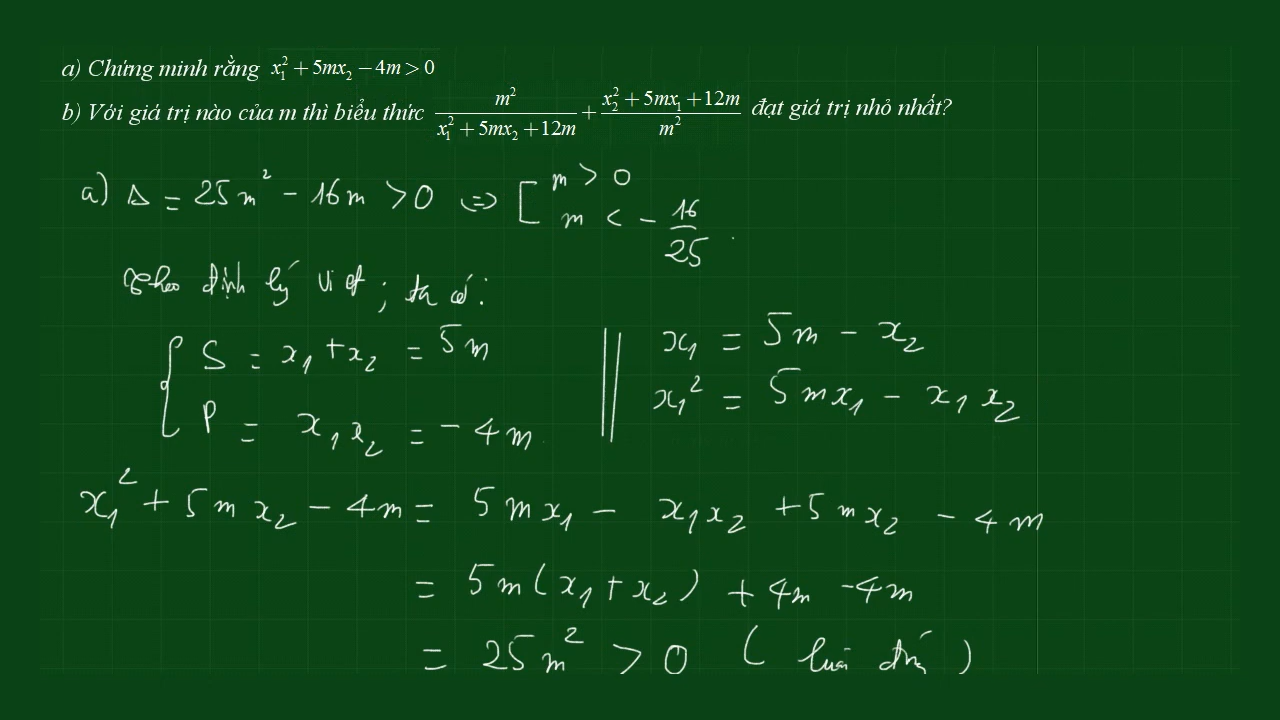 a) Chứng minh rằng x₁² + 5mx₂ − 4m > 0
b) Với giá trị nào của m thì biểu thức m²/(x₁² + 5mx₂ + 12m) + (x₂² + 5mx₁ + 12m)/m² đạt giá trị nhỏ nhất?
a) Δ = 25m² − 16m > 0 ⇔ [ m > 0
m < − 16/25
Theo định lý Viet, ta có:
{ S = x₁ + x₂ = 5m
P = x₁x₂ = −4m
|| x₁ = 5m − x₂
x₁² = 5mx₁ − x₁x₂
x₁² + 5mx₂ − 4m = 5mx₁ − x₁x₂ + 5mx₂ − 4m
= 5m(x₁ + x₂) + 4m − 4m
= 25m² > 0 (luôn đúng)